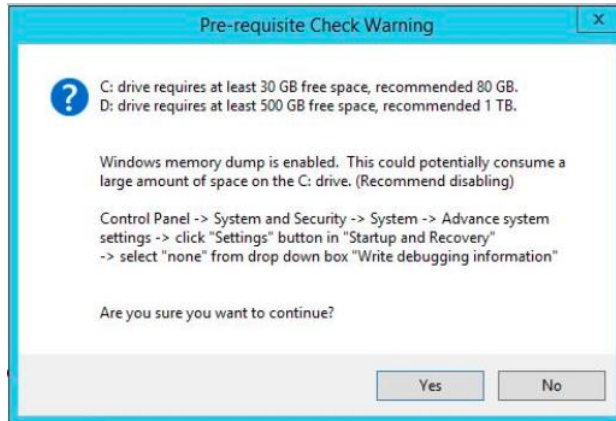 Pre-requisite Check Warning
x
?
C: drive requires at least 30 GB free space, recommended 80 GB.
D: drive requires at least 500 GB free space, recommended 1 TB.
Windows memory dump is enabled.  This could potentially consume a
large amount of space on the C: drive. (Recommend disabling)
Control Panel -> System and Security -> System -> Advance system
settings -> click "Settings" button in "Startup and Recovery"
-> select "none" from drop down box "Write debugging information"
Are you sure you want to continue?
Yes
No